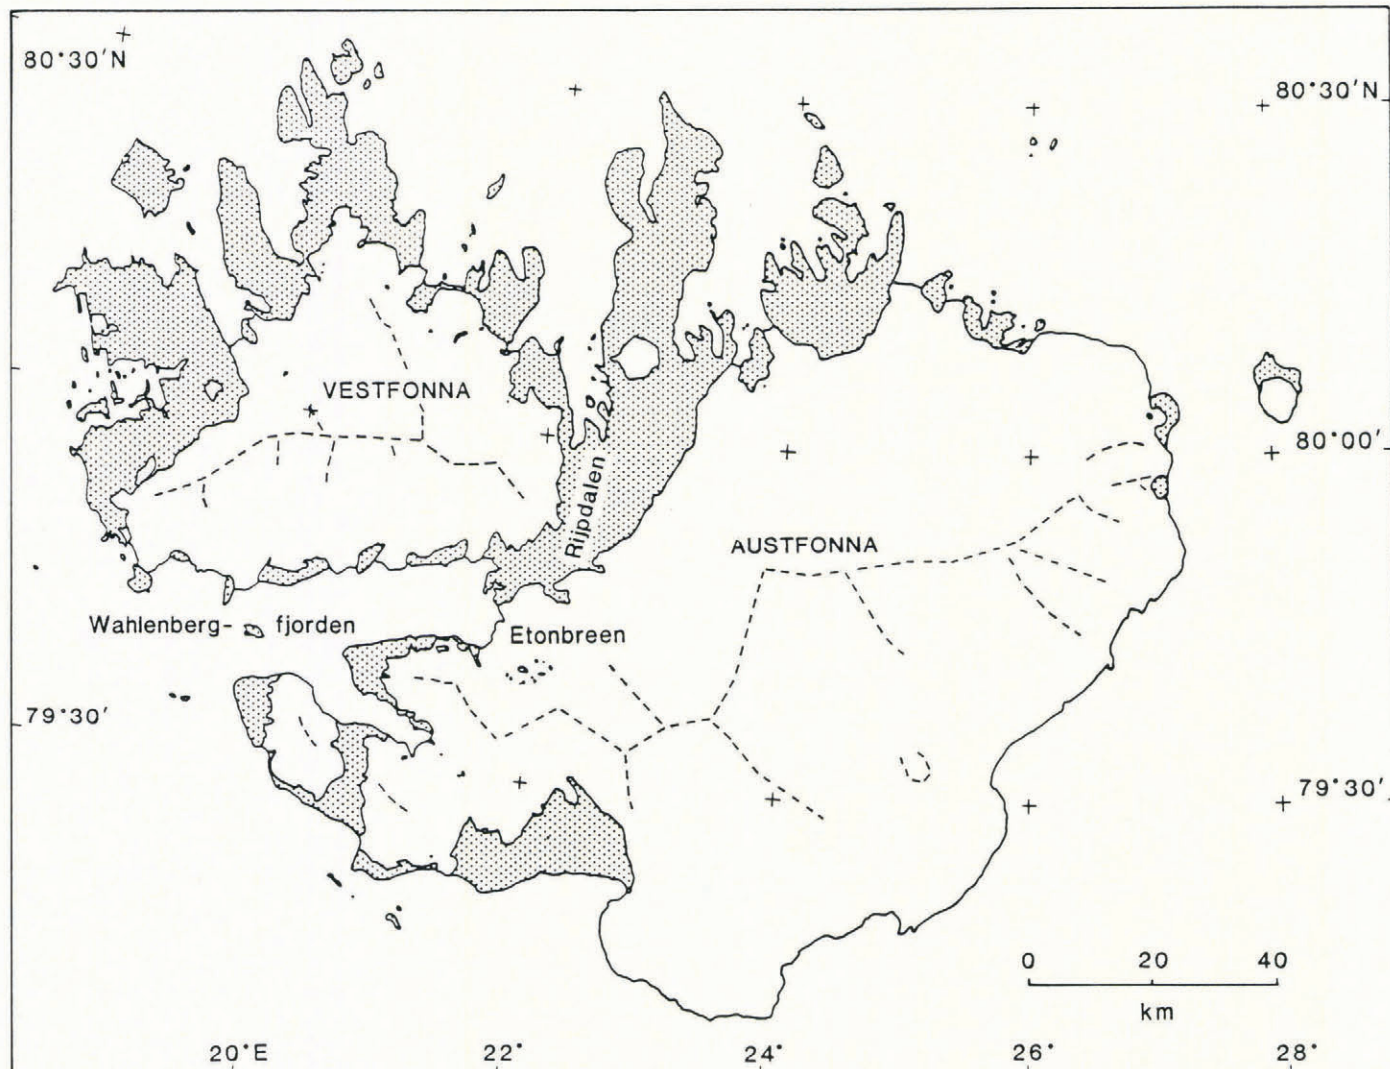 80°30'N
80°30'N
VESTFONNA
80°00'
Rijpdalen
AUSTFONNA
Wahlenberg-fjorden
Etonbreen
79°30'
79°30'
0 20 40
km
20°E 22° 24° 26° 28°